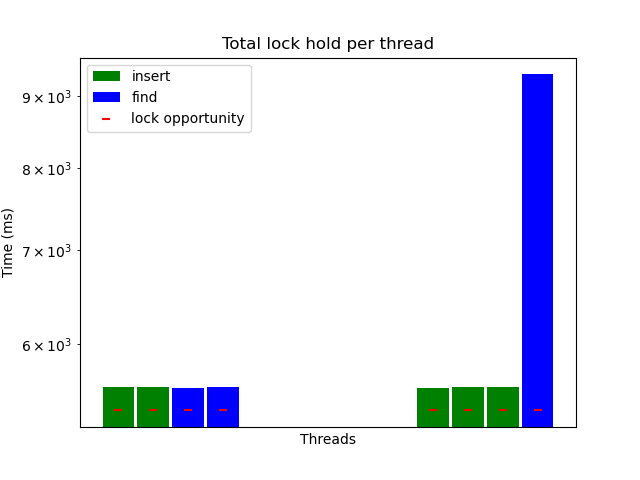 Total lock hold per thread
insert
find
lock opportunity
9 × 10³
8 × 10³
7 × 10³
6 × 10³
Time (ms)
Threads